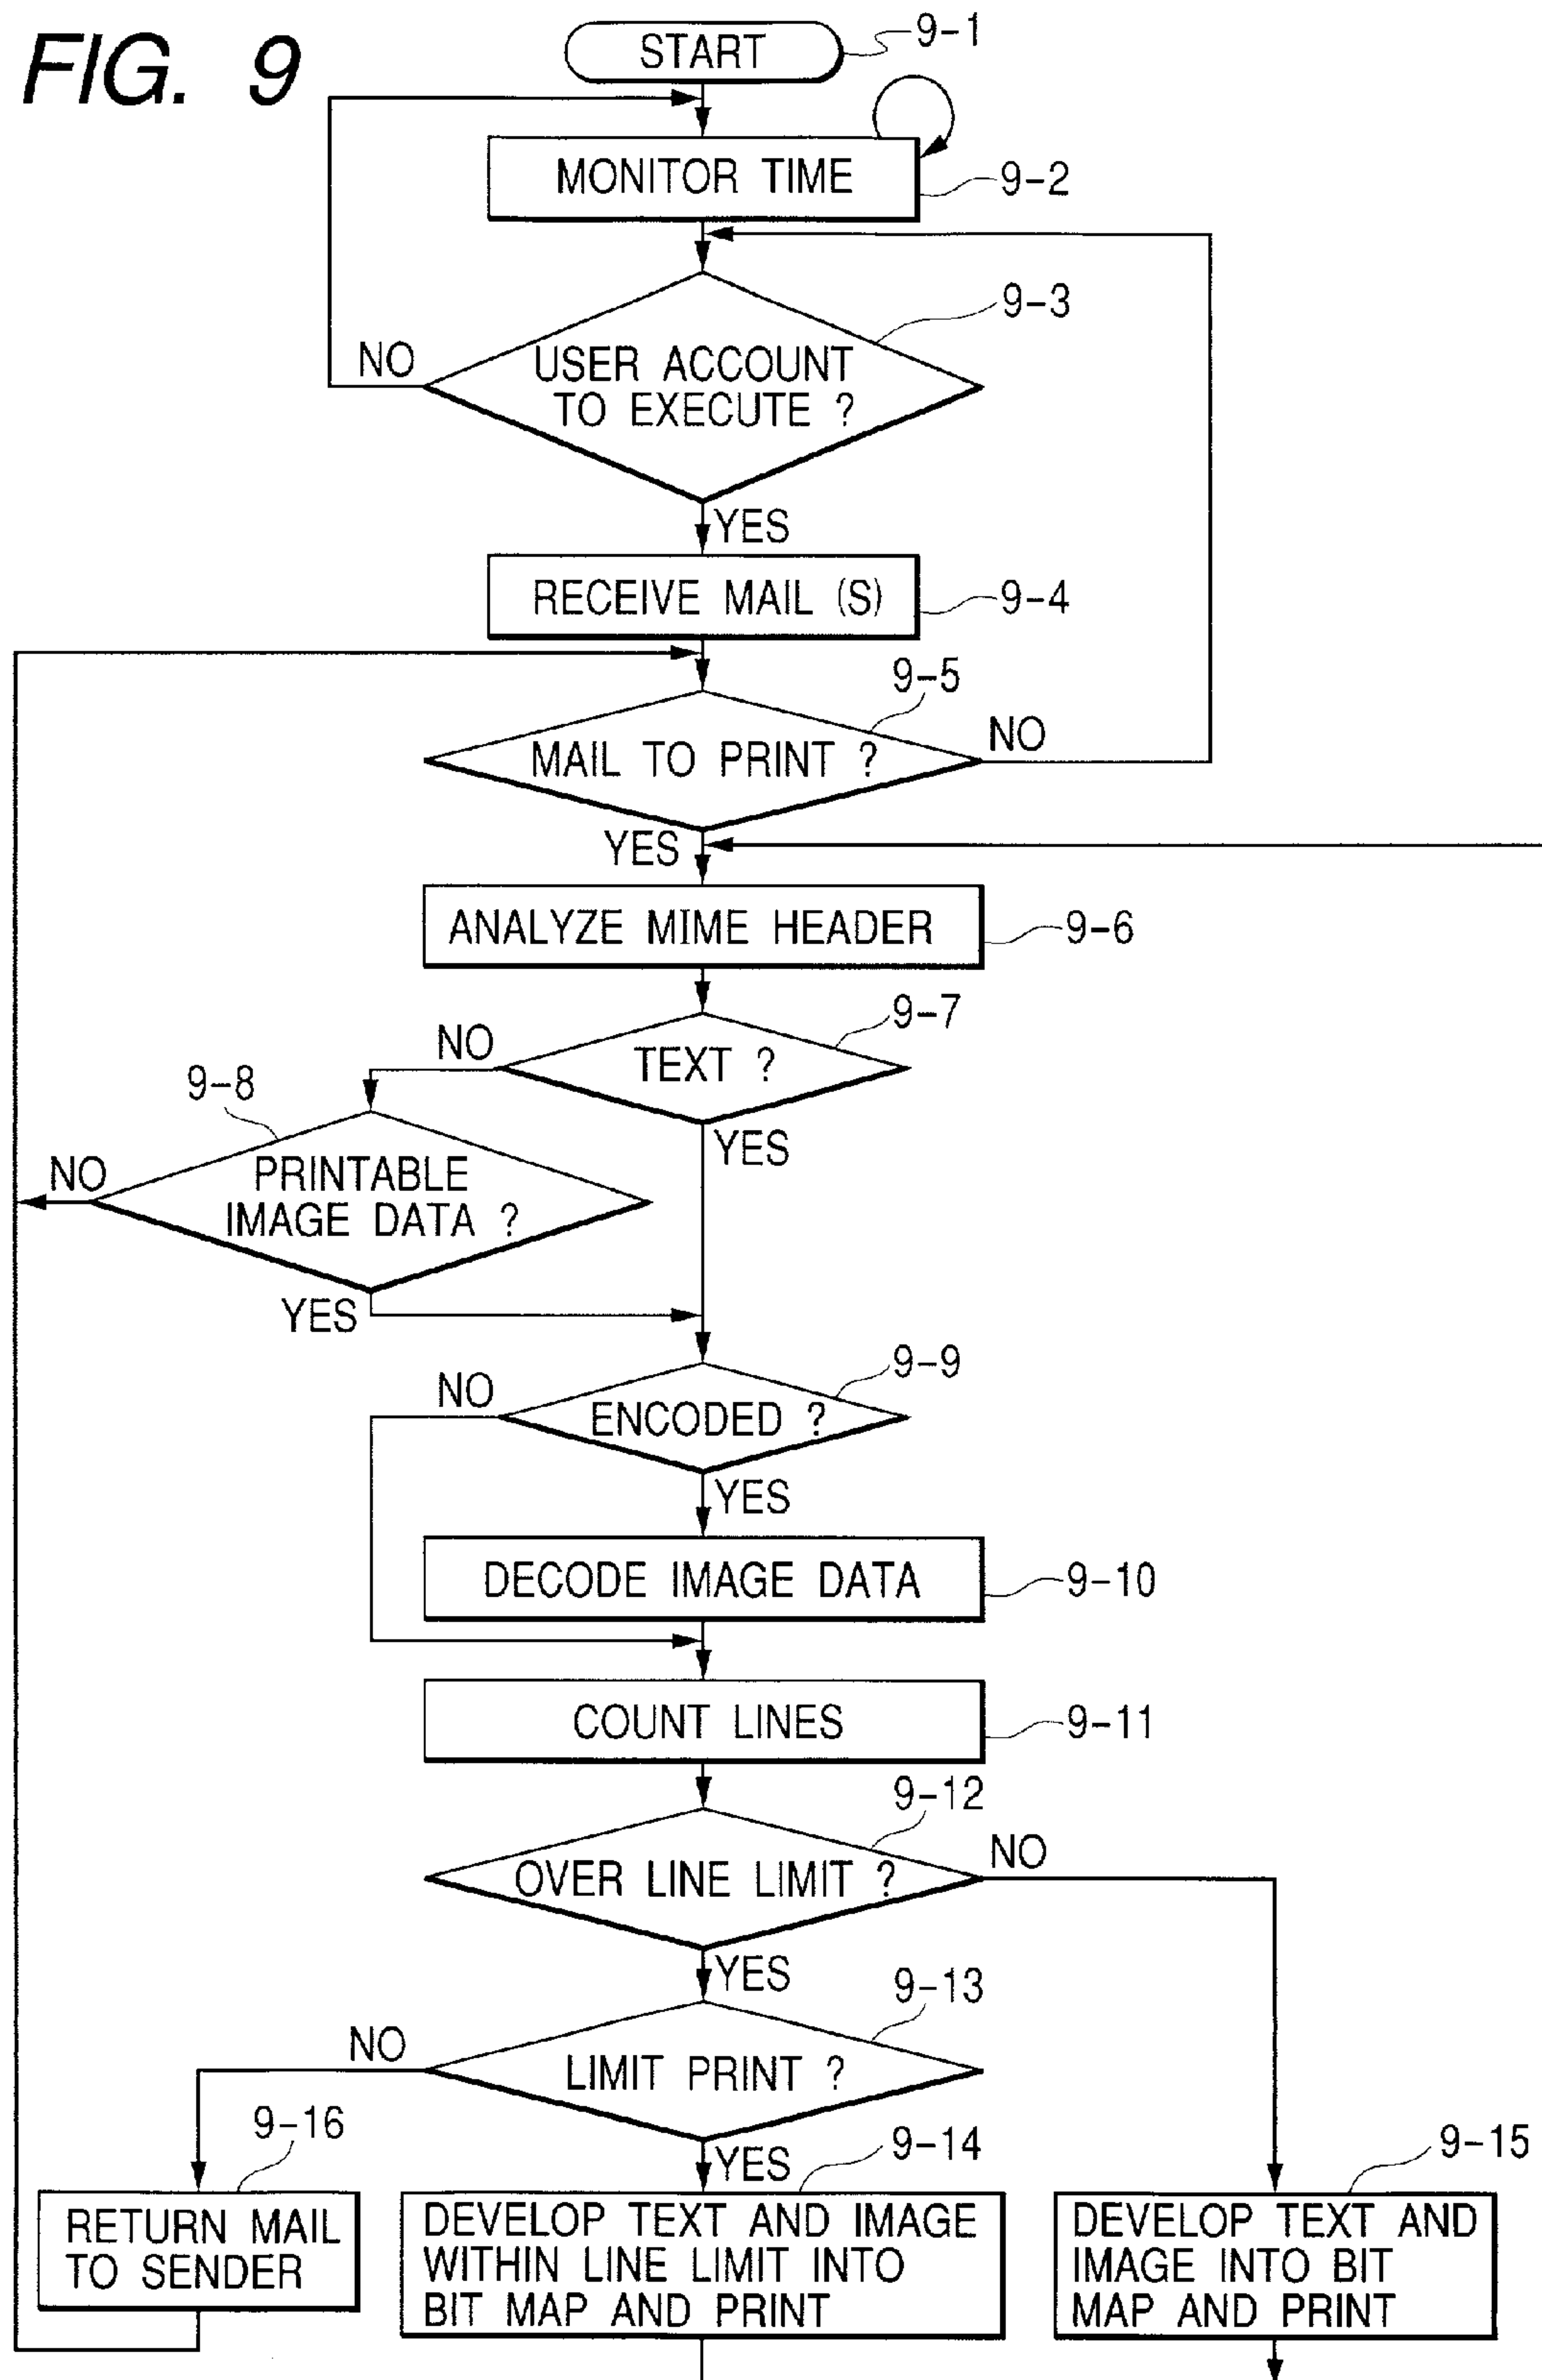 FIG. 9
START
9-1
MONITOR TIME
9-2
9-3
NO
USER ACCOUNT
TO EXECUTE ?
YES
RECEIVE MAIL (S)
9-4
9-5
MAIL TO PRINT ?
NO
YES
ANALYZE MIME HEADER
9-6
9-7
NO
TEXT ?
9-8
YES
NO
PRINTABLE
IMAGE DATA ?
YES
9-9
NO
ENCODED ?
YES
DECODE IMAGE DATA
9-10
COUNT LINES
9-11
9-12
OVER LINE LIMIT ?
NO
YES
9-13
NO
LIMIT PRINT ?
9-16
YES
9-14
9-15
RETURN MAIL
TO SENDER
DEVELOP TEXT AND IMAGE
WITHIN LINE LIMIT INTO
BIT MAP AND PRINT
DEVELOP TEXT AND
IMAGE INTO BIT
MAP AND PRINT